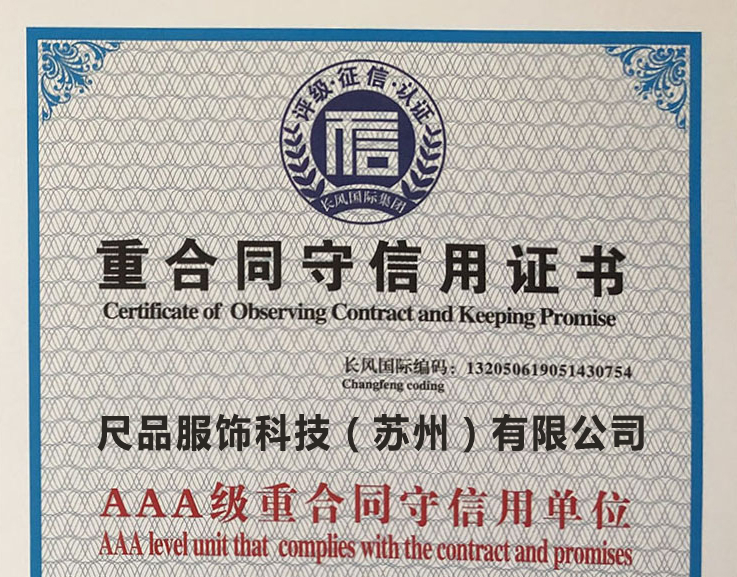 评级·征信·认证
信
长风国际集团
重合同守信用证书
Certificate of Observing Contract and Keeping Promise
长风国际编码：132050619051430754
Changfeng coding
尺品服饰科技（苏州）有限公司
AAA级重合同守信用单位
AAA level unit that complies with the contract and promises